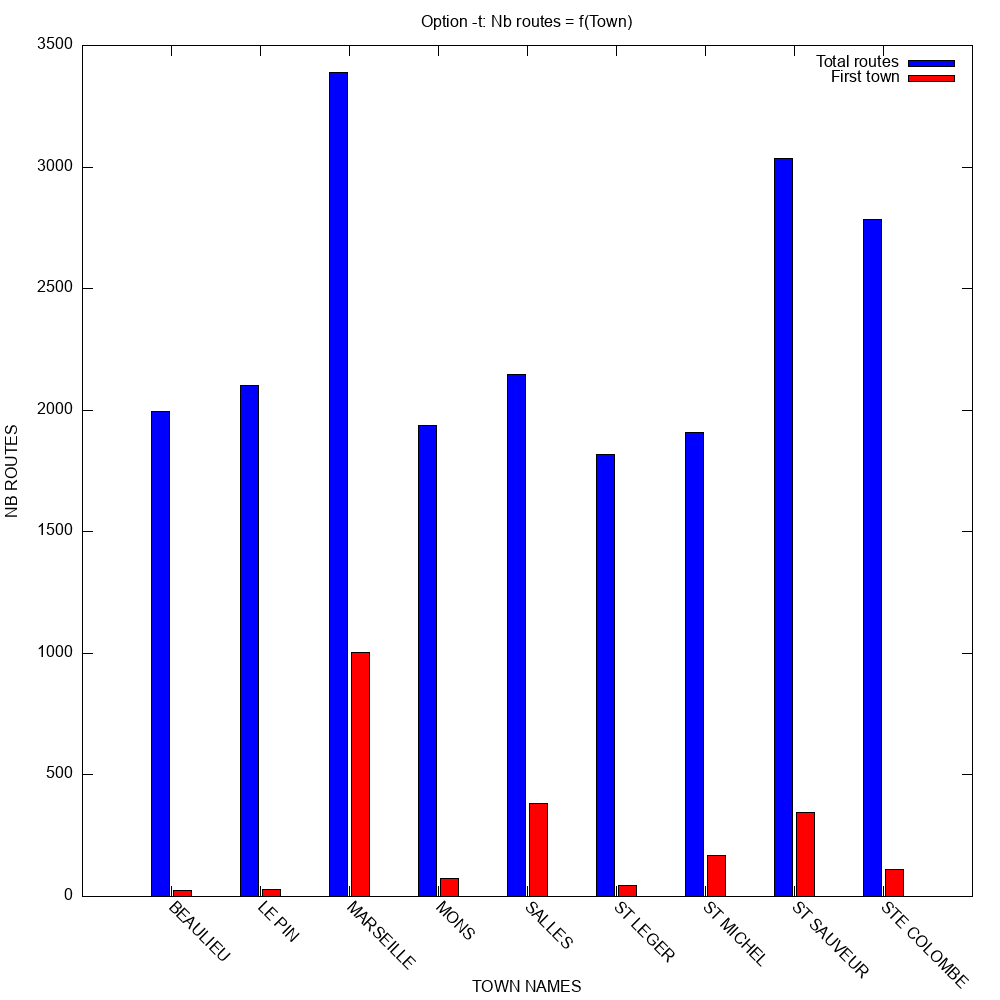 Option -t: Nb routes = f(Town)
Total routes
First town
3500
3000
2500
2000
1500
1000
500
0
NB ROUTES
BEAULIEU
LE PIN
MARSEILLE
MONS
SALLES
ST LEGER
ST MICHEL
ST SAUVEUR
STE COLOMBE
TOWN NAMES